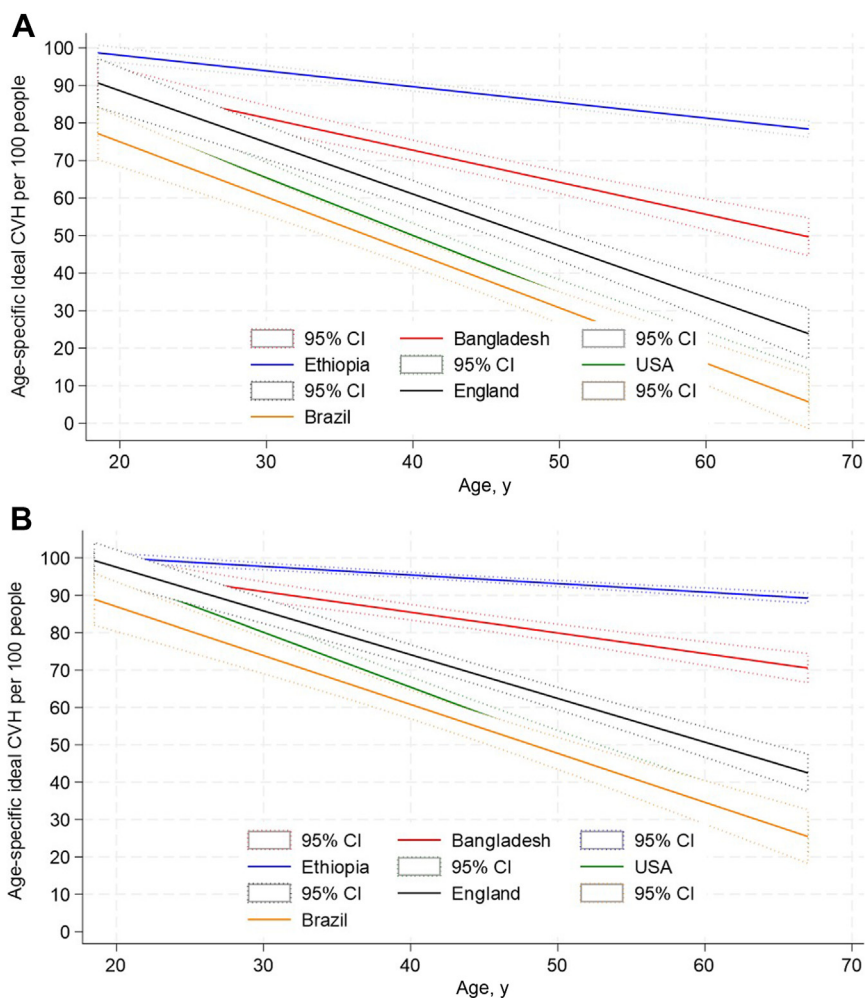 A
Age-specific Ideal CVH per 100 people
100
90
80
70
60
50
40
30
20
10
0
95% CI Bangladesh 95% CI
Ethiopia 95% CI USA
95% CI England 95% CI
Brazil
20 30 40 50 60 70
Age, y
B
Age-specific ideal CVH per 100 people
100
90
80
70
60
50
40
30
20
10
0
95% CI Bangladesh 95% CI
Ethiopia 95% CI USA
95% CI England 95% CI
Brazil
20 30 40 50 60 70
Age, y